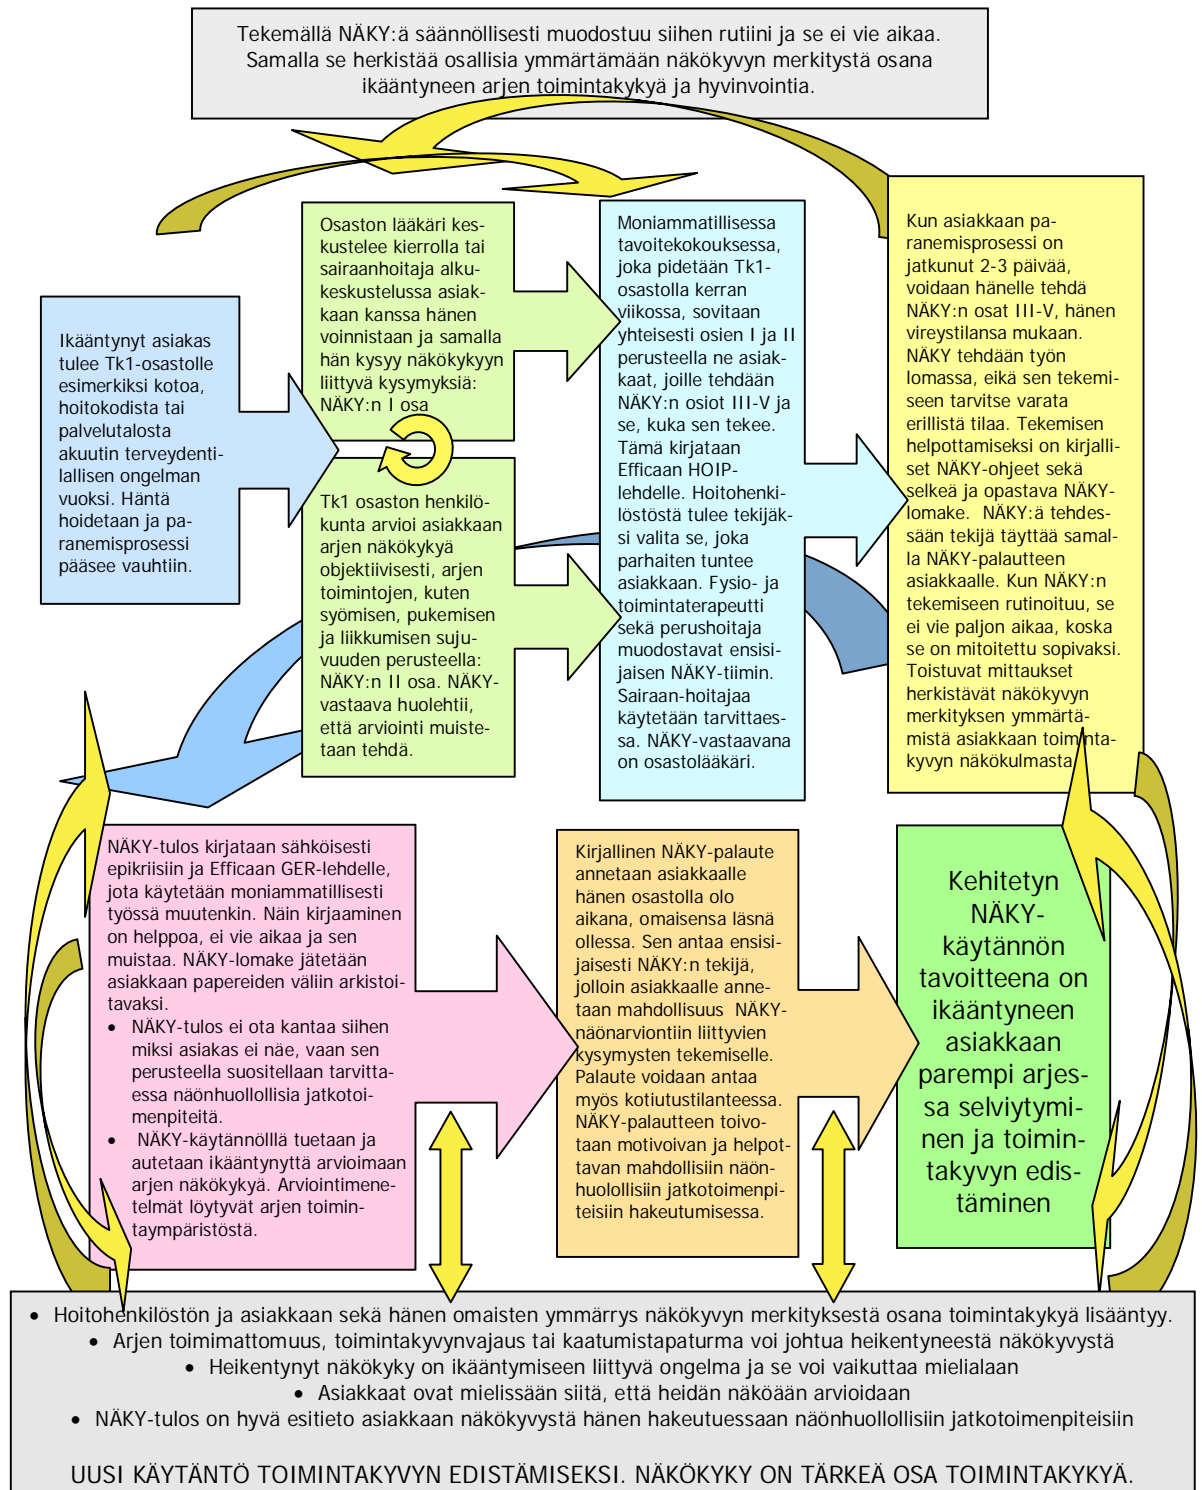 Tekemällä NÄKY:ä säännöllisesti muodostuu siihen rutiini ja se ei vie aikaa.
Samalla se herkistää osallisia ymmärtämään näkökyvyn merkitystä osana
ikääntyneen arjen toimintakykyä ja hyvinvointia.
Ikääntynyt asiakas
tulee Tk1-osastolle
esimerkiksi kotoa,
hoitokodista tai
palvelutalosta
akuutin terveydenti-
lallisen ongelman
vuoksi. Häntä
hoidetaan ja pa-
ranemisprosessi
pääsee vauhtiin.
Osaston lääkäri kes-
kustelee kierrolla tai
sairaanhoitaja alku-
keskustelussa asiak-
kaan kanssa hänen
voinnistaan ja samalla
hän kysyy näkökykyyn
liittyvä kysymyksiä:
NÄKY:n I osa
Tk1 osaston henkilö-
kunta arvioi asiakkaan
arjen näkökykyä
objektiivisesti, arjen
toimintojen, kuten
syömisen, pukemisen
ja liikkumisen suju-
vuuden perusteella:
NÄKY:n II osa. NÄKY-
vastaava huolehtii,
että arviointi muiste-
taan tehdä.
Moniammatillisessa
tavoitekokouksessa,
joka pidetään Tk1-
osastolla kerran
viikossa, sovitaan
yhteisesti osien I ja II
perusteella ne asiak-
kaat, joille tehdään
NÄKY:n osiot III-V ja
se, kuka sen tekee.
Tämä kirjataan
Efficaan HOIP-
lehdelle. Hoitohenki-
löstöstä tulee tekijäk-
si valita se, joka
parhaiten tuntee
asiakkaan. Fysio- ja
toimintaterapeutti
sekä perushoitaja
muodostavat ensisi-
jaisen NÄKY-tiimin.
Sairaan-hoitajaa
käytetään tarvittaes-
sa. NÄKY-vastaavana
on osastolääkäri.
Kun asiakkaan pa-
ranemisprosessi on
jatkunut 2-3 päivää,
voidaan hänelle tehdä
NÄKY:n osat III-V, hänen
vireystilansa mukaan.
NÄKY tehdään työn
lomassa, eikä sen tekemi-
seen tarvitse varata
erillistä tilaa. Tekemisen
helpottamiseksi on kirjalli-
set NÄKY-ohjeet sekä
selkeä ja opastava NÄKY-
lomake. NÄKY:ä tehdes-
sään tekijä täyttää samal-
la NÄKY-palautteen
asiakkaalle. Kun NÄKY:n
tekemiseen rutinoituu, se
ei vie paljon aikaa, koska
se on mitoitettu sopivaksi.
Toistuvat mittaukset
herkistävät näkökyvyn
merkityksen ymmärtä-
mistä asiakkaan toiminta-
kyvyn näkökulmasta.
NÄKY-tulos kirjataan sähköisesti
epikriisiin ja Efficaan GER-lehdelle,
jota käytetään moniammatillisesti
työssä muutenkin. Näin kirjaaminen
on helppoa, ei vie aikaa ja sen
muistaa. NÄKY-lomake jätetään
asiakkaan papereiden väliin arkistoi-
tavaksi.
• NÄKY-tulos ei ota kantaa siihen
miksi asiakas ei näe, vaan sen
perusteella suositellaan tarvitta-
essa näönhuollollisia jatkotoi-
menpiteitä.
• NÄKY-käytännölllä tuetaan ja
autetaan ikääntynyttä arvioimaan
arjen näkökykyä. Arviointimene-
telmät löytyvät arjen toimin-
taympäristöstä.
Kirjallinen NÄKY-palaute
annetaan asiakkaalle
hänen osastolla olo
aikana, omaisensa läsnä
ollessa. Sen antaa ensisi-
jaisesti NÄKY:n tekijä,
jolloin asiakkaalle anne-
taan mahdollisuus NÄKY-
näönarviontiin liittyvien
kysymysten tekemiselle.
Palaute voidaan antaa
myös kotiutustilanteessa.
NÄKY-palautteen toivo-
taan motivoivan ja helpot-
tavan mahdollisiin näön-
huolollisiin jatkotoimenpi-
teisiin hakeutumisessa.
Kehitetyn
NÄKY-
käytännön
tavoitteena on
ikääntyneen
asiakkaan
parempi arjes-
sa selviytymi-
nen ja toimin-
takyvyn edis-
täminen
• Hoitohenkilöstön ja asiakkaan sekä hänen omaisten ymmärrys näkökyvyn merkityksestä osana toimintakykyä lisääntyy.
• Arjen toimimattomuus, toimintakyvynvajaus tai kaatumistapaturma voi johtua heikentyneestä näkökyvystä
• Heikentynyt näkökyky on ikääntymiseen liittyvä ongelma ja se voi vaikuttaa mielialaan
• Asiakkaat ovat mielissään siitä, että heidän näköään arvioidaan
• NÄKY-tulos on hyvä esitieto asiakkaan näkökyvystä hänen hakeutuessaan näönhuollollisiin jatkotoimenpiteisiin
UUSI KÄYTÄNTÖ TOIMINTAKYVYN EDISTÄMISEKSI. NÄKÖKYKY ON TÄRKEÄ OSA TOIMINTAKYKYÄ.